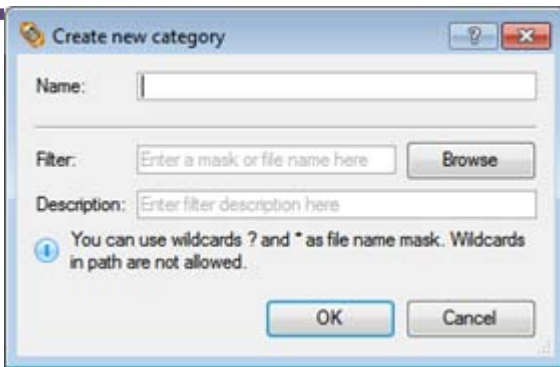 Create new category
Name:
Filter: Enter a mask or file name here Browse
Description: Enter filter description here
You can use wildcards ? and * as file name mask. Wildcards
in path are not allowed.
OK Cancel